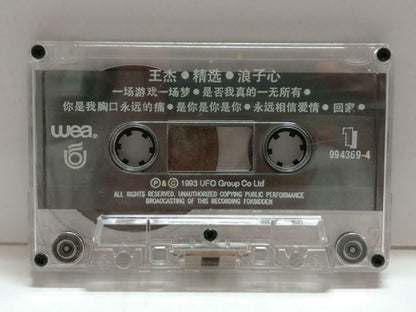 王杰•精选•浪子心
一场游戏一场梦•是否我真的一无所有•
你是我胸口永远的痛•是你是你是你•永远相信爱情•回家•
wea®
1
994369-4
Ⓟ & © 1993 UFO Group Co Ltd
ALL RIGHTS RESERVED. UNAUTHORIZED COPYING PUBLIC PERFORMANCE
BROADCASTING OF THIS RECORDING FORBIDDEN